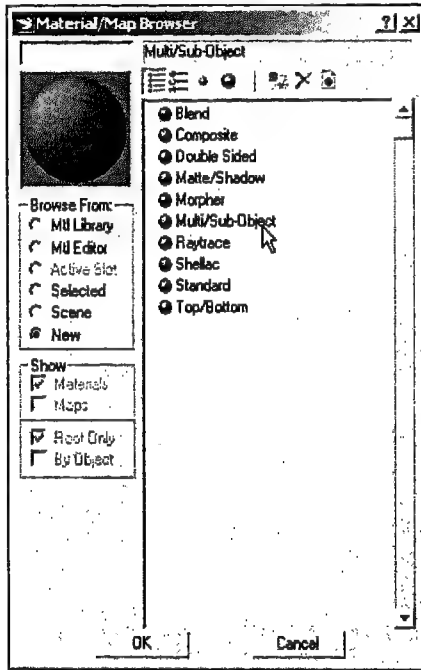 Material/Map Browser
Multi/Sub-Object
Blend
Composite
Double Sided
Matte/Shadow
Morpher
Multi/Sub-Object
Raytrace
Shellac
Standard
Top/Bottom
Browse From:
Mtl Library
Mtl Editor
Active Slot
Selected
Scene
New
Show
Materials
Maps
Root Only
By Object
OK
Cancel